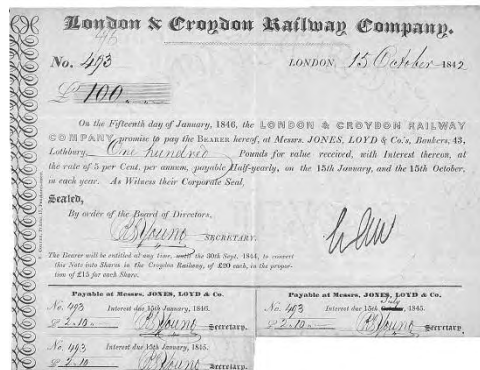 London & Croydon Railway Company.
No. 493 LONDON, 15 October 1842
£ 100
On the Fifteenth day of January, 1846, the LONDON & CROYDON RAILWAY
COMPANY promise to pay the BEARER hereof, at Messrs. JONES, LOYD & Co.'s, Bankers, 43,
Lothbury, One hundred Pounds for value received, with Interest thereon, at
the rate of 5 per Cent. per annum, payable Half-yearly, on the 15th January, and the 15th October,
in each year. As Witness their Corporate Seal,
Sealed,
By order of the Board of Directors,
Young SECRETARY.
The Bearer will be entitled at any time, until the 30th Sept. 1844, to convert
this Note into Shares in the Croydon Railway, of £20 each, in the propor-
tion of £15 for each Share.
Payable at Messrs. JONES, LOYD & Co.
No. 493 Interest due 15th January, 1846.
£ 2.10 Young Secretary.
Payable at Messrs. JONES, LOYD & Co.
No. 493 Interest due 15th July, 1845.
£ 2.10 Young Secretary.
No. 493 Interest due 15th January, 1845.
£ 2.10 Young Secretary.